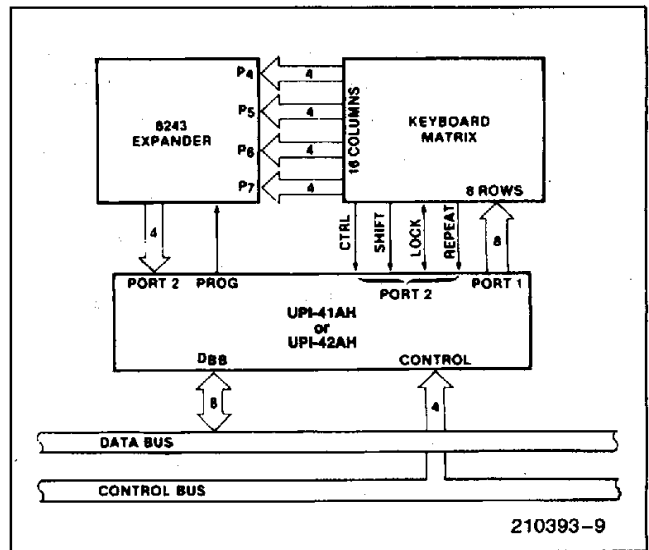 8243
EXPANDER
P4
P5
P6
P7
4
4
4
4
16 COLUMNS
KEYBOARD
MATRIX
8 ROWS
4
CTRL
SHIFT
LOCK
REPEAT
8
PORT 2
PROG
PORT 2
PORT 1
UPI-41AH
or
UPI-42AH
DBB
CONTROL
8
4
DATA BUS
CONTROL BUS
210393-9